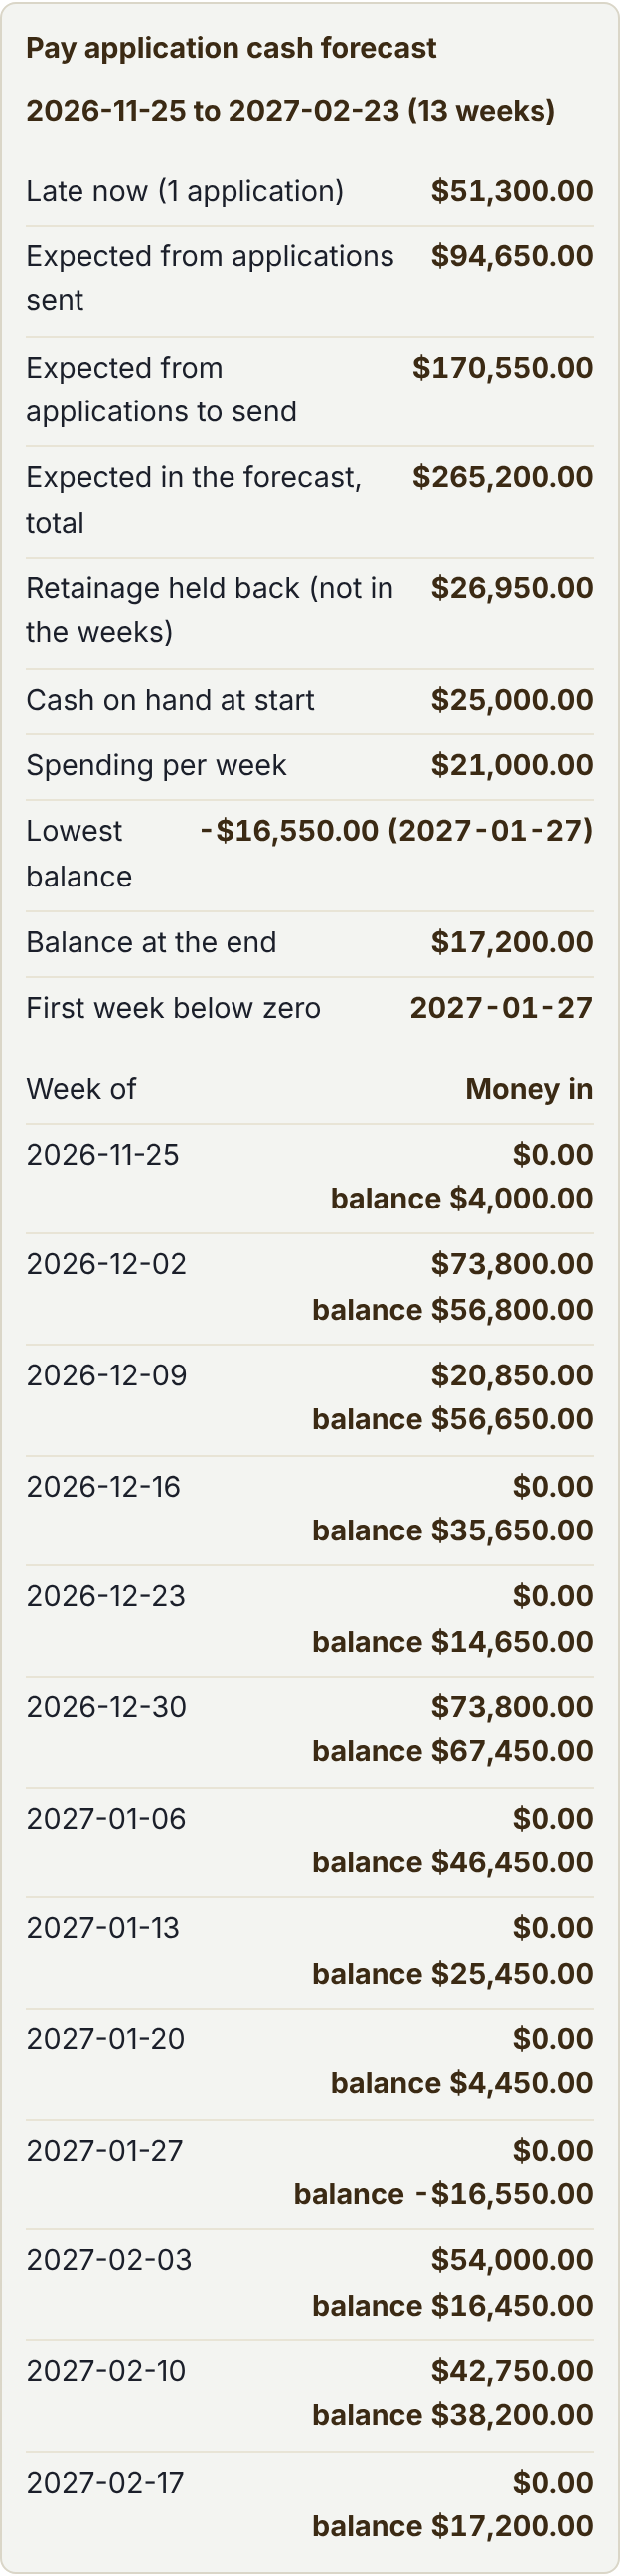 Pay application cash forecast
2026-11-25 to 2027-02-23 (13 weeks)
Late now (1 application) $51,300.00
Expected from applications $94,650.00
sent
Expected from $170,550.00
applications to send
Expected in the forecast, $265,200.00
total
Retainage held back (not in $26,950.00
the weeks)
Cash on hand at start $25,000.00
Spending per week $21,000.00
Lowest -$16,550.00 (2027-01-27)
balance
Balance at the end $17,200.00
First week below zero 2027-01-27
Week of Money in
2026-11-25 $0.00
balance $4,000.00
2026-12-02 $73,800.00
balance $56,800.00
2026-12-09 $20,850.00
balance $56,650.00
2026-12-16 $0.00
balance $35,650.00
2026-12-23 $0.00
balance $14,650.00
2026-12-30 $73,800.00
balance $67,450.00
2027-01-06 $0.00
balance $46,450.00
2027-01-13 $0.00
balance $25,450.00
2027-01-20 $0.00
balance $4,450.00
2027-01-27 $0.00
balance -$16,550.00
2027-02-03 $54,000.00
balance $16,450.00
2027-02-10 $42,750.00
balance $38,200.00
2027-02-17 $0.00
balance $17,200.00